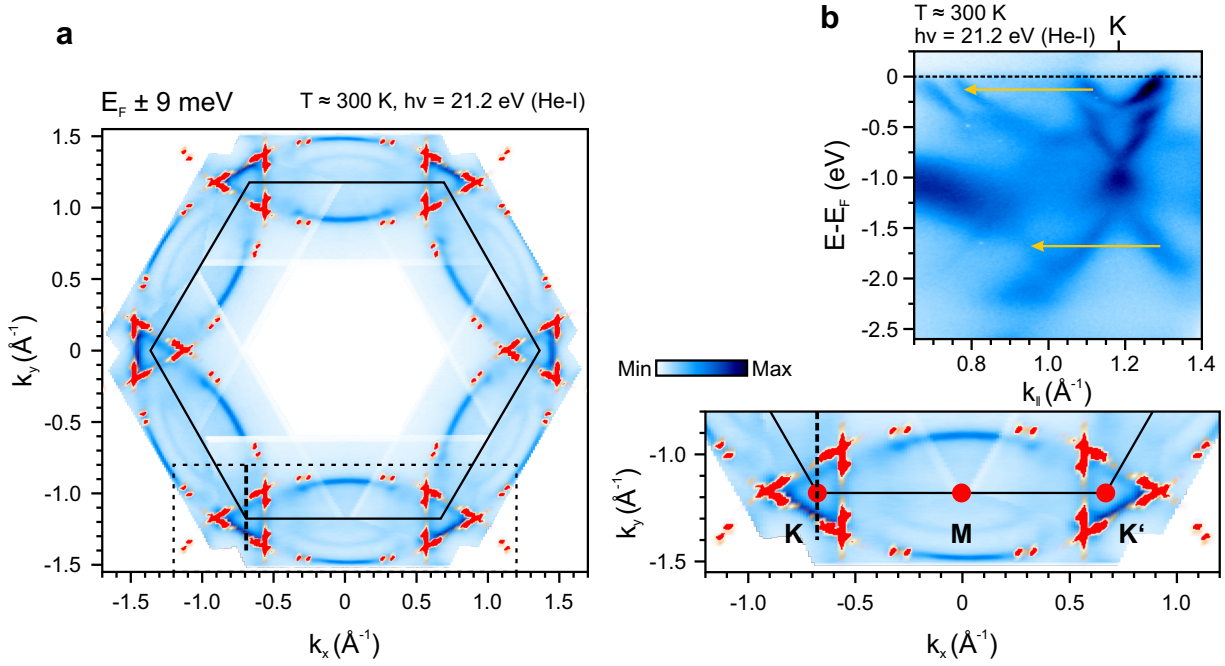 a
E_F ± 9 meV
T ≈ 300 K, hν = 21.2 eV (He-I)
1.5
1.0
0.5
0
-0.5
-1.0
-1.5
k_y (Å⁻¹)
-1.5 -1.0 -0.5 0 0.5 1.0 1.5
k_x (Å⁻¹)
b
T ≈ 300 K
hν = 21.2 eV (He-I)
K
0
-0.5
-1.0
-1.5
-2.0
-2.5
E-E_F (eV)
0.8 1.0 1.2 1.4
k_∥ (Å⁻¹)
Min Max
-1.0
-1.5
k_y (Å⁻¹)
K M K‘
-1.0 -0.5 0 0.5 1.0
k_x (Å⁻¹)